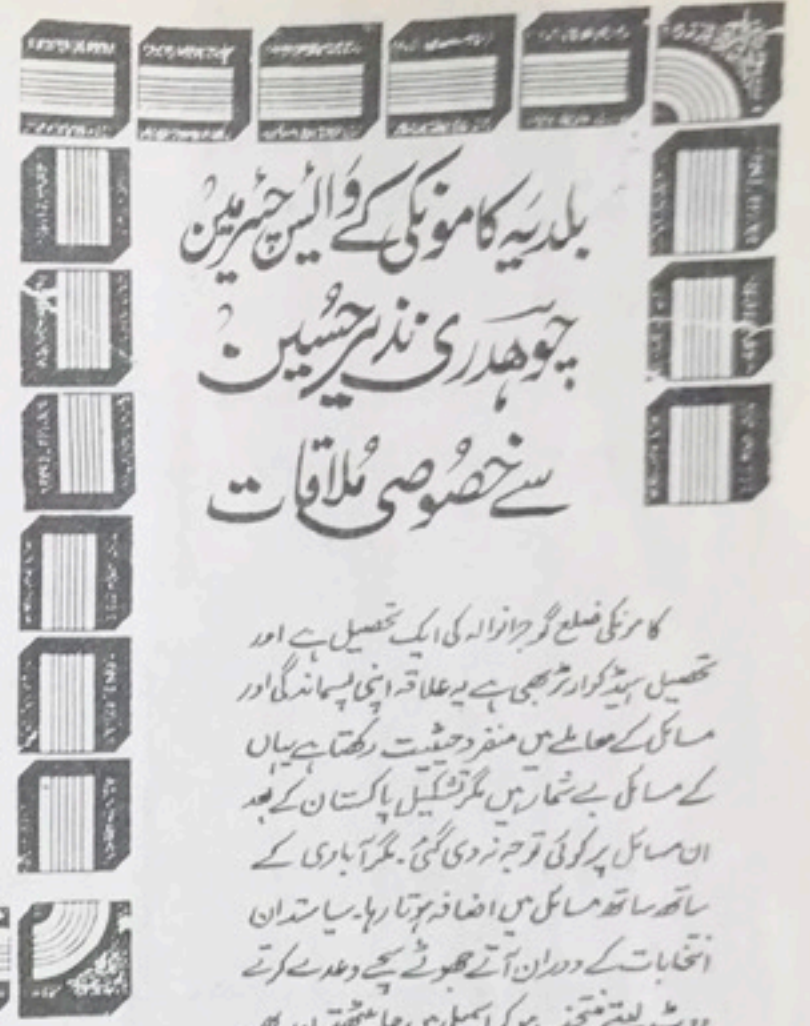 بلدیہ کامونکی کے وائس چئیرمین
چوہدری نذیر حسین
سے خصوصی ملاقات
کامونکی ضلع گوجرانوالہ کی ایک تحصیل ہے اور
تحصیل ہیڈ کوارٹر بھی ہے یہ علاقہ اپنی پسماندگی اور
مسائل کے معاملے میں منفرد حیثیت رکھتا ہے یہاں
کے مسائل بے شمار ہیں مگر تشکیل پاکستان کے بعد
ان مسائل پر کوئی توجہ نہ دی گئی۔ مگر آبادی کے
ساتھ ساتھ مسائل میں اضافہ ہوتا رہا۔ سیاستدان
انتخابات کے دوران آتے جھوٹے سچے وعدے کرتے